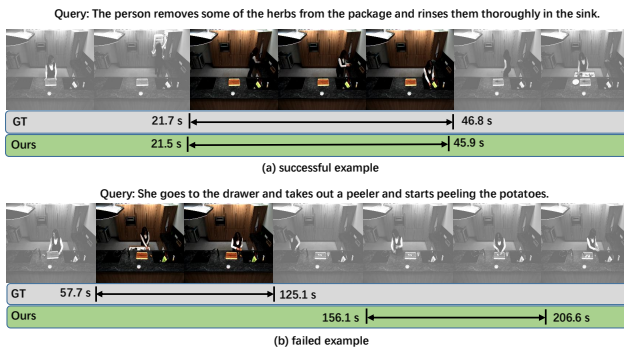 Query: The person removes some of the herbs from the package and rinses them thoroughly in the sink.
GT 21.7 s 46.8 s
Ours 21.5 s 45.9 s
(a) successful example
Query: She goes to the drawer and takes out a peeler and starts peeling the potatoes.
GT 57.7 s 125.1 s
Ours 156.1 s 206.6 s
(b) failed example